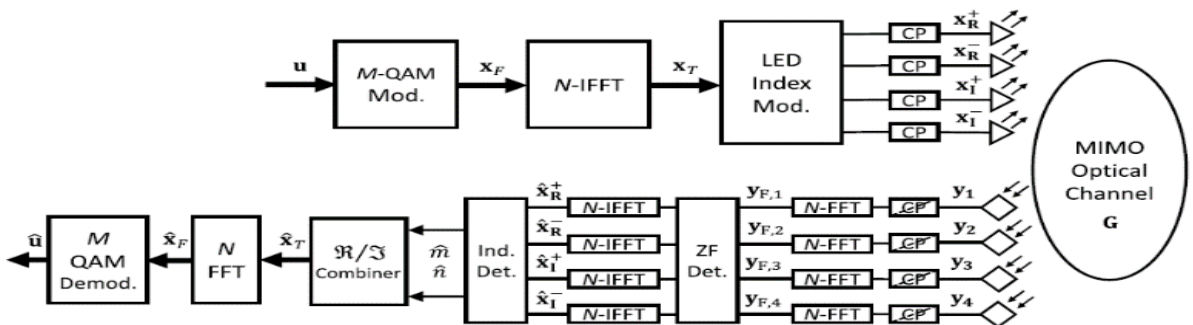 u
M-QAM
Mod.
x_F
N-IFFT
x_T
LED
Index
Mod.
CP
CP
CP
CP
x_R^+
x_R^−
x_I^+
x_I^−
MIMO
Optical
Channel
G
û
M
QAM
Demod.
x̂_F
N
FFT
x̂_T
ℜ/ℑ
Combiner
m̂
n̂
Ind.
Det.
x̂_R^+
x̂_R^−
x̂_I^+
x̂_I^−
N-IFFT
N-IFFT
N-IFFT
N-IFFT
ZF
Det.
y_F,1
y_F,2
y_F,3
y_F,4
N-FFT
N-FFT
N-FFT
N-FFT
CP
CP
CP
CP
y_1
y_2
y_3
y_4